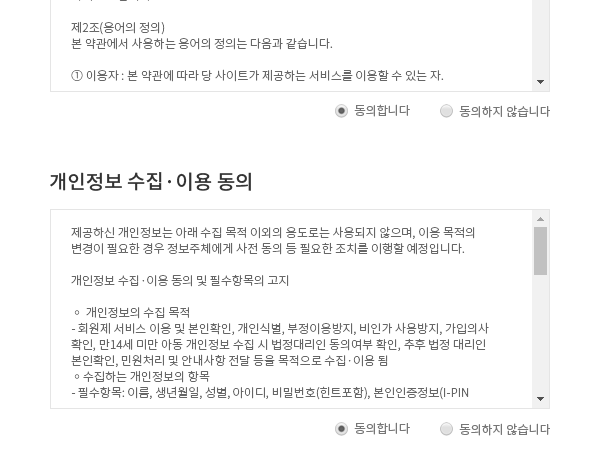 제2조(용어의 정의)
본 약관에서 사용하는 용어의 정의는 다음과 같습니다.
① 이용자 : 본 약관에 따라 당 사이트가 제공하는 서비스를 이용할 수 있는 자.
동의합니다 동의하지 않습니다
개인정보 수집·이용 동의
제공하신 개인정보는 아래 수집 목적 이외의 용도로는 사용되지 않으며, 이용 목적의
변경이 필요한 경우 정보주체에게 사전 동의 등 필요한 조치를 이행할 예정입니다.
개인정보 수집·이용 동의 및 필수항목의 고지
◦ 개인정보의 수집 목적
- 회원제 서비스 이용 및 본인확인, 개인식별, 부정이용방지, 비인가 사용방지, 가입의사
확인, 만14세 미만 아동 개인정보 수집 시 법정대리인 동의여부 확인, 추후 법정 대리인
본인확인, 민원처리 및 안내사항 전달 등을 목적으로 수집·이용 됨
◦수집하는 개인정보의 항목
- 필수항목: 이름, 생년월일, 성별, 아이디, 비밀번호(힌트포함), 본인인증정보(I-PIN
동의합니다 동의하지 않습니다